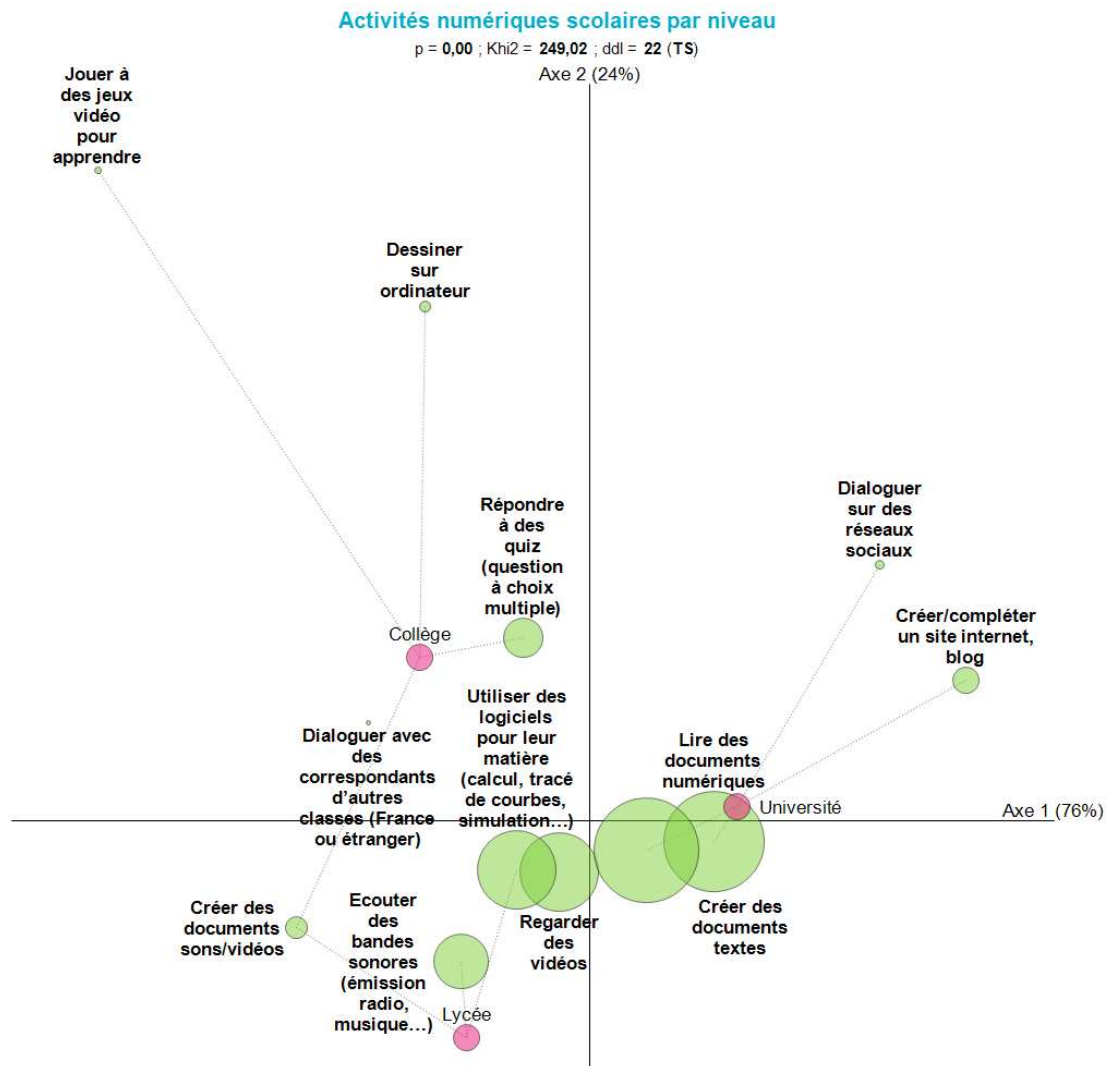 Activités numériques scolaires par niveau
p = 0,00 ; Khi2 = 249,02 ; ddl = 22 (TS)
Axe 2 (24%)
Jouer à
des jeux
vidéo
pour
apprendre
Dessiner
sur
ordinateur
Répondre
à des
quiz
(question
à choix
multiple)
Collège
Dialoguer
sur des
réseaux
sociaux
Créer/compléter
un site internet,
blog
Utiliser des
logiciels
pour leur
matière
(calcul, tracé
de courbes,
simulation...)
Dialoguer avec
des
correspondants
d’autres
classes (France
ou étranger)
Lire des
documents
numériques
Université
Axe 1 (76%)
Créer des
documents
sons/vidéos
Ecouter
des
bandes
sonores
(émission
radio,
musique...)
Regarder
des
vidéos
Créer des
documents
textes
Lycée